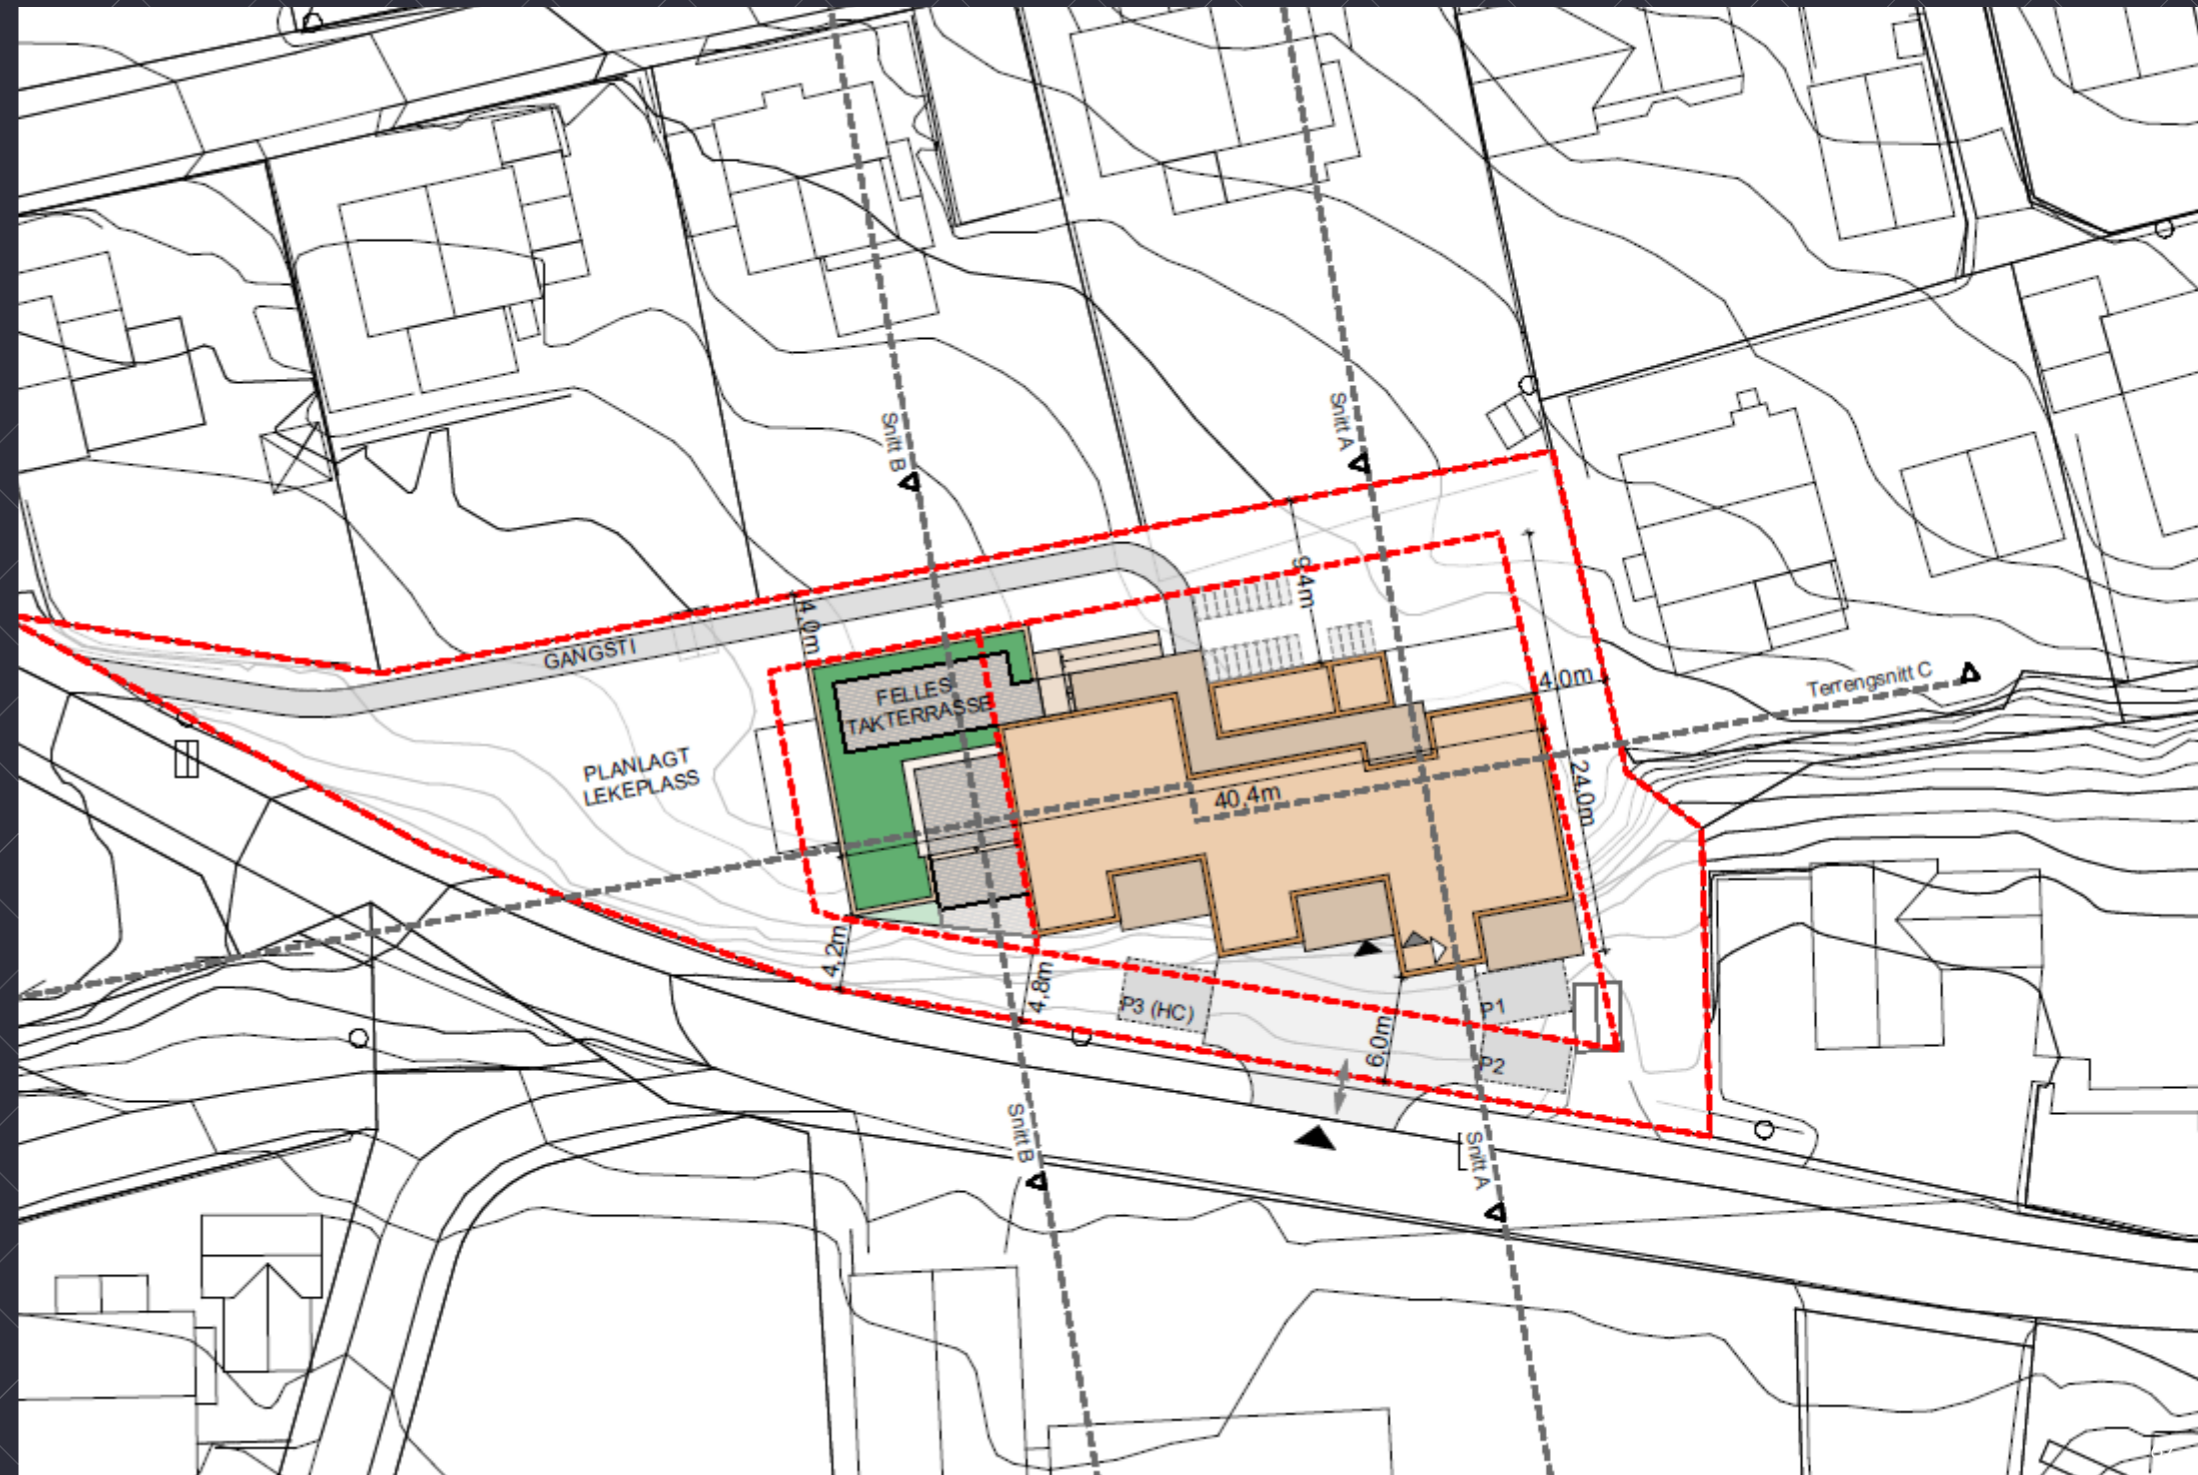 Snitt B
Snitt A
9,4m
4,0m
GANGSTI
FELLES
TAKTERRASSE
4,0m
Terrengsnitt C
PLANLAGT
LEKEPLASS
40,4m
24,0m
4,2m
4,8m
P3 (HC)
P1
6,0m
P2
Snitt B
Snitt A